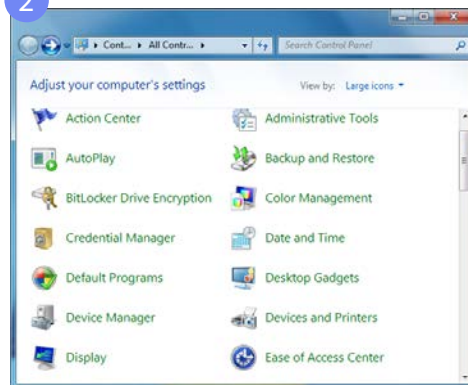 2
Cont... All Contr...
Search Control Panel
Adjust your computer's settings
View by: Large icons
Action Center
Administrative Tools
AutoPlay
Backup and Restore
BitLocker Drive Encryption
Color Management
Credential Manager
Date and Time
Default Programs
Desktop Gadgets
Device Manager
Devices and Printers
Display
Ease of Access Center